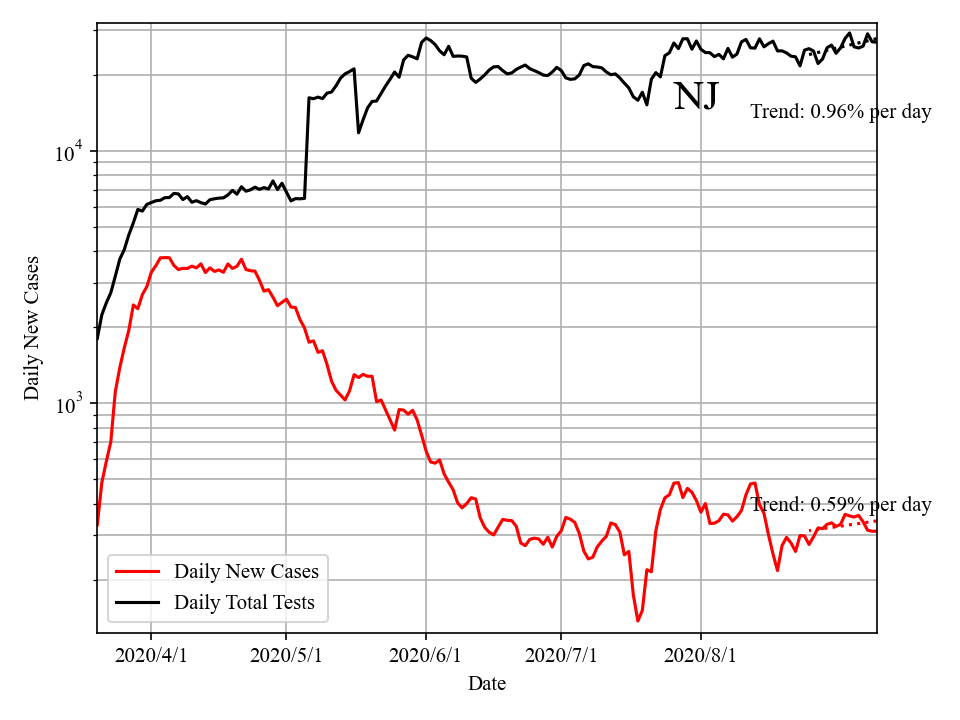 NJ
Trend: 0.96% per day
10^4
Daily New Cases
10^3
Trend: 0.59% per day
Daily New Cases
Daily Total Tests
2020/4/1 2020/5/1 2020/6/1 2020/7/1 2020/8/1
Date